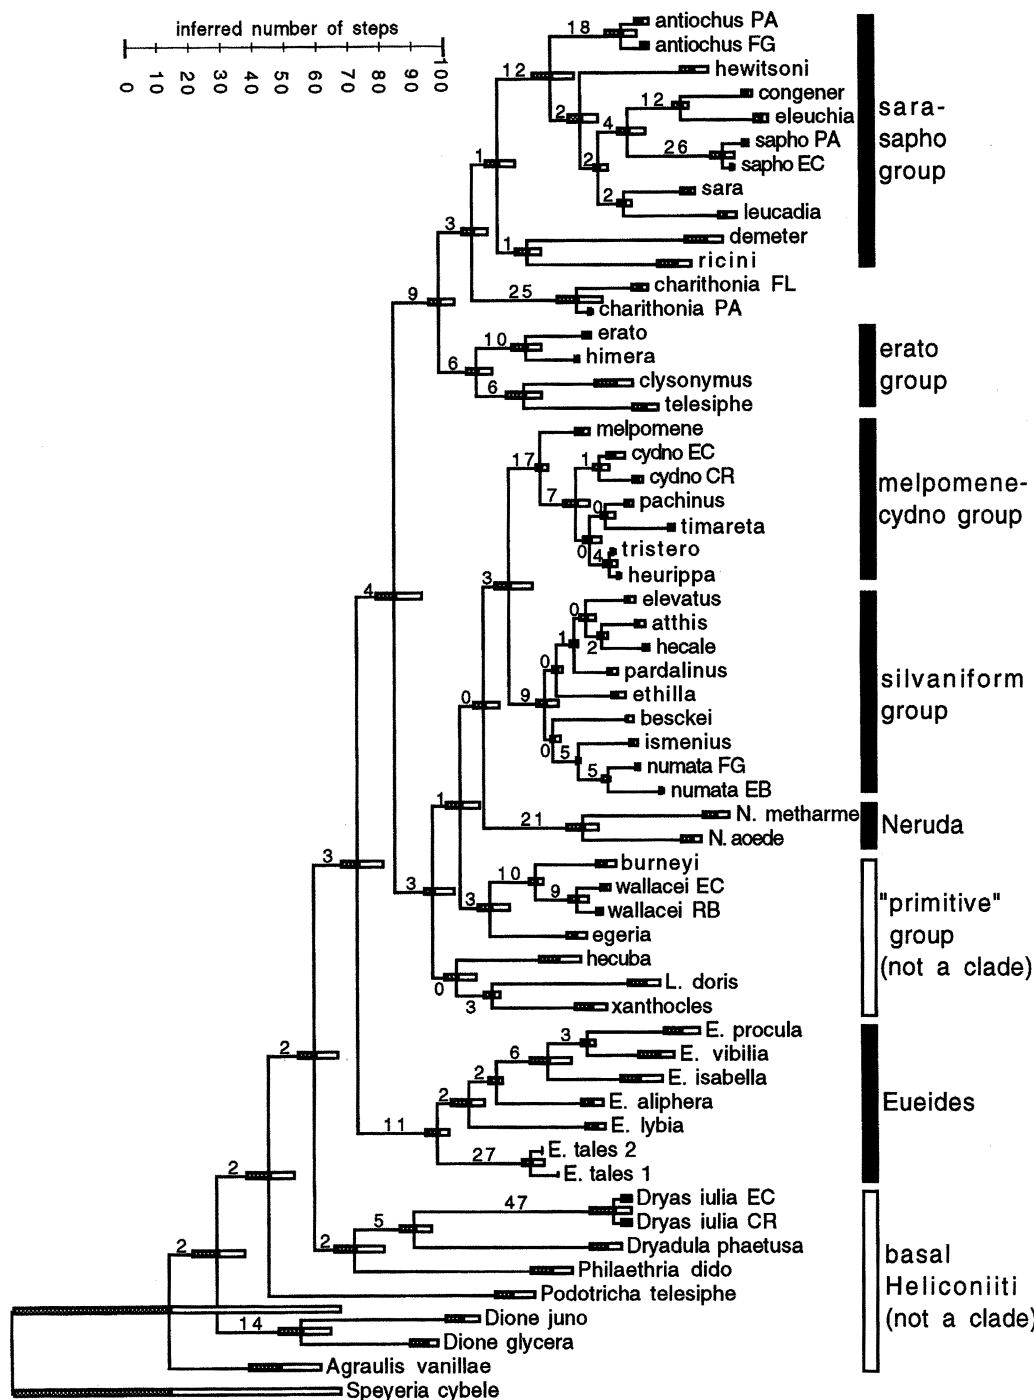 inferred number of steps
0 10 20 30 40 50 60 70 80 90 100
18
antiochus PA
antiochus FG
12
hewitsoni
12
congener
eleuchia
2
4
26
sapho PA
sapho EC
sara-
sapho
group
1
2
2
sara
leucadia
3
1
demeter
ricini
9
25
charithonia FL
charithonia PA
10
erato
himera
6
6
clysonymus
telesiphe
erato
group
melpomene
17
1
cydno EC
cydno CR
7
0
pachinus
timareta
0
4
tristero
heurippa
melpomene-
cydno group
4
3
0
elevatus
1
2
atthis
hecale
0
pardalinus
ethilla
9
besckei
0
5
ismenius
5
numata FG
numata EB
silvaniform
group
0
1
21
N. metharme
N. aoede
Neruda
3
3
10
burneyi
9
wallacei EC
wallacei RB
3
egeria
hecuba
0
3
L. doris
xanthocles
"primitive"
group
(not a clade)
2
3
E. procula
6
E. vibilia
2
E. isabella
2
E. aliphera
11
E. lybia
27
E. tales 2
E. tales 1
Eueides
2
47
Dryas iulia EC
5
Dryas iulia CR
2
2
Dryadula phaetusa
Philaethria dido
Podotricha telesiphe
14
Dione juno
Dione glycera
Agraulis vanillae
Speyeria cybele
basal
Heliconiiti
(not a clade)